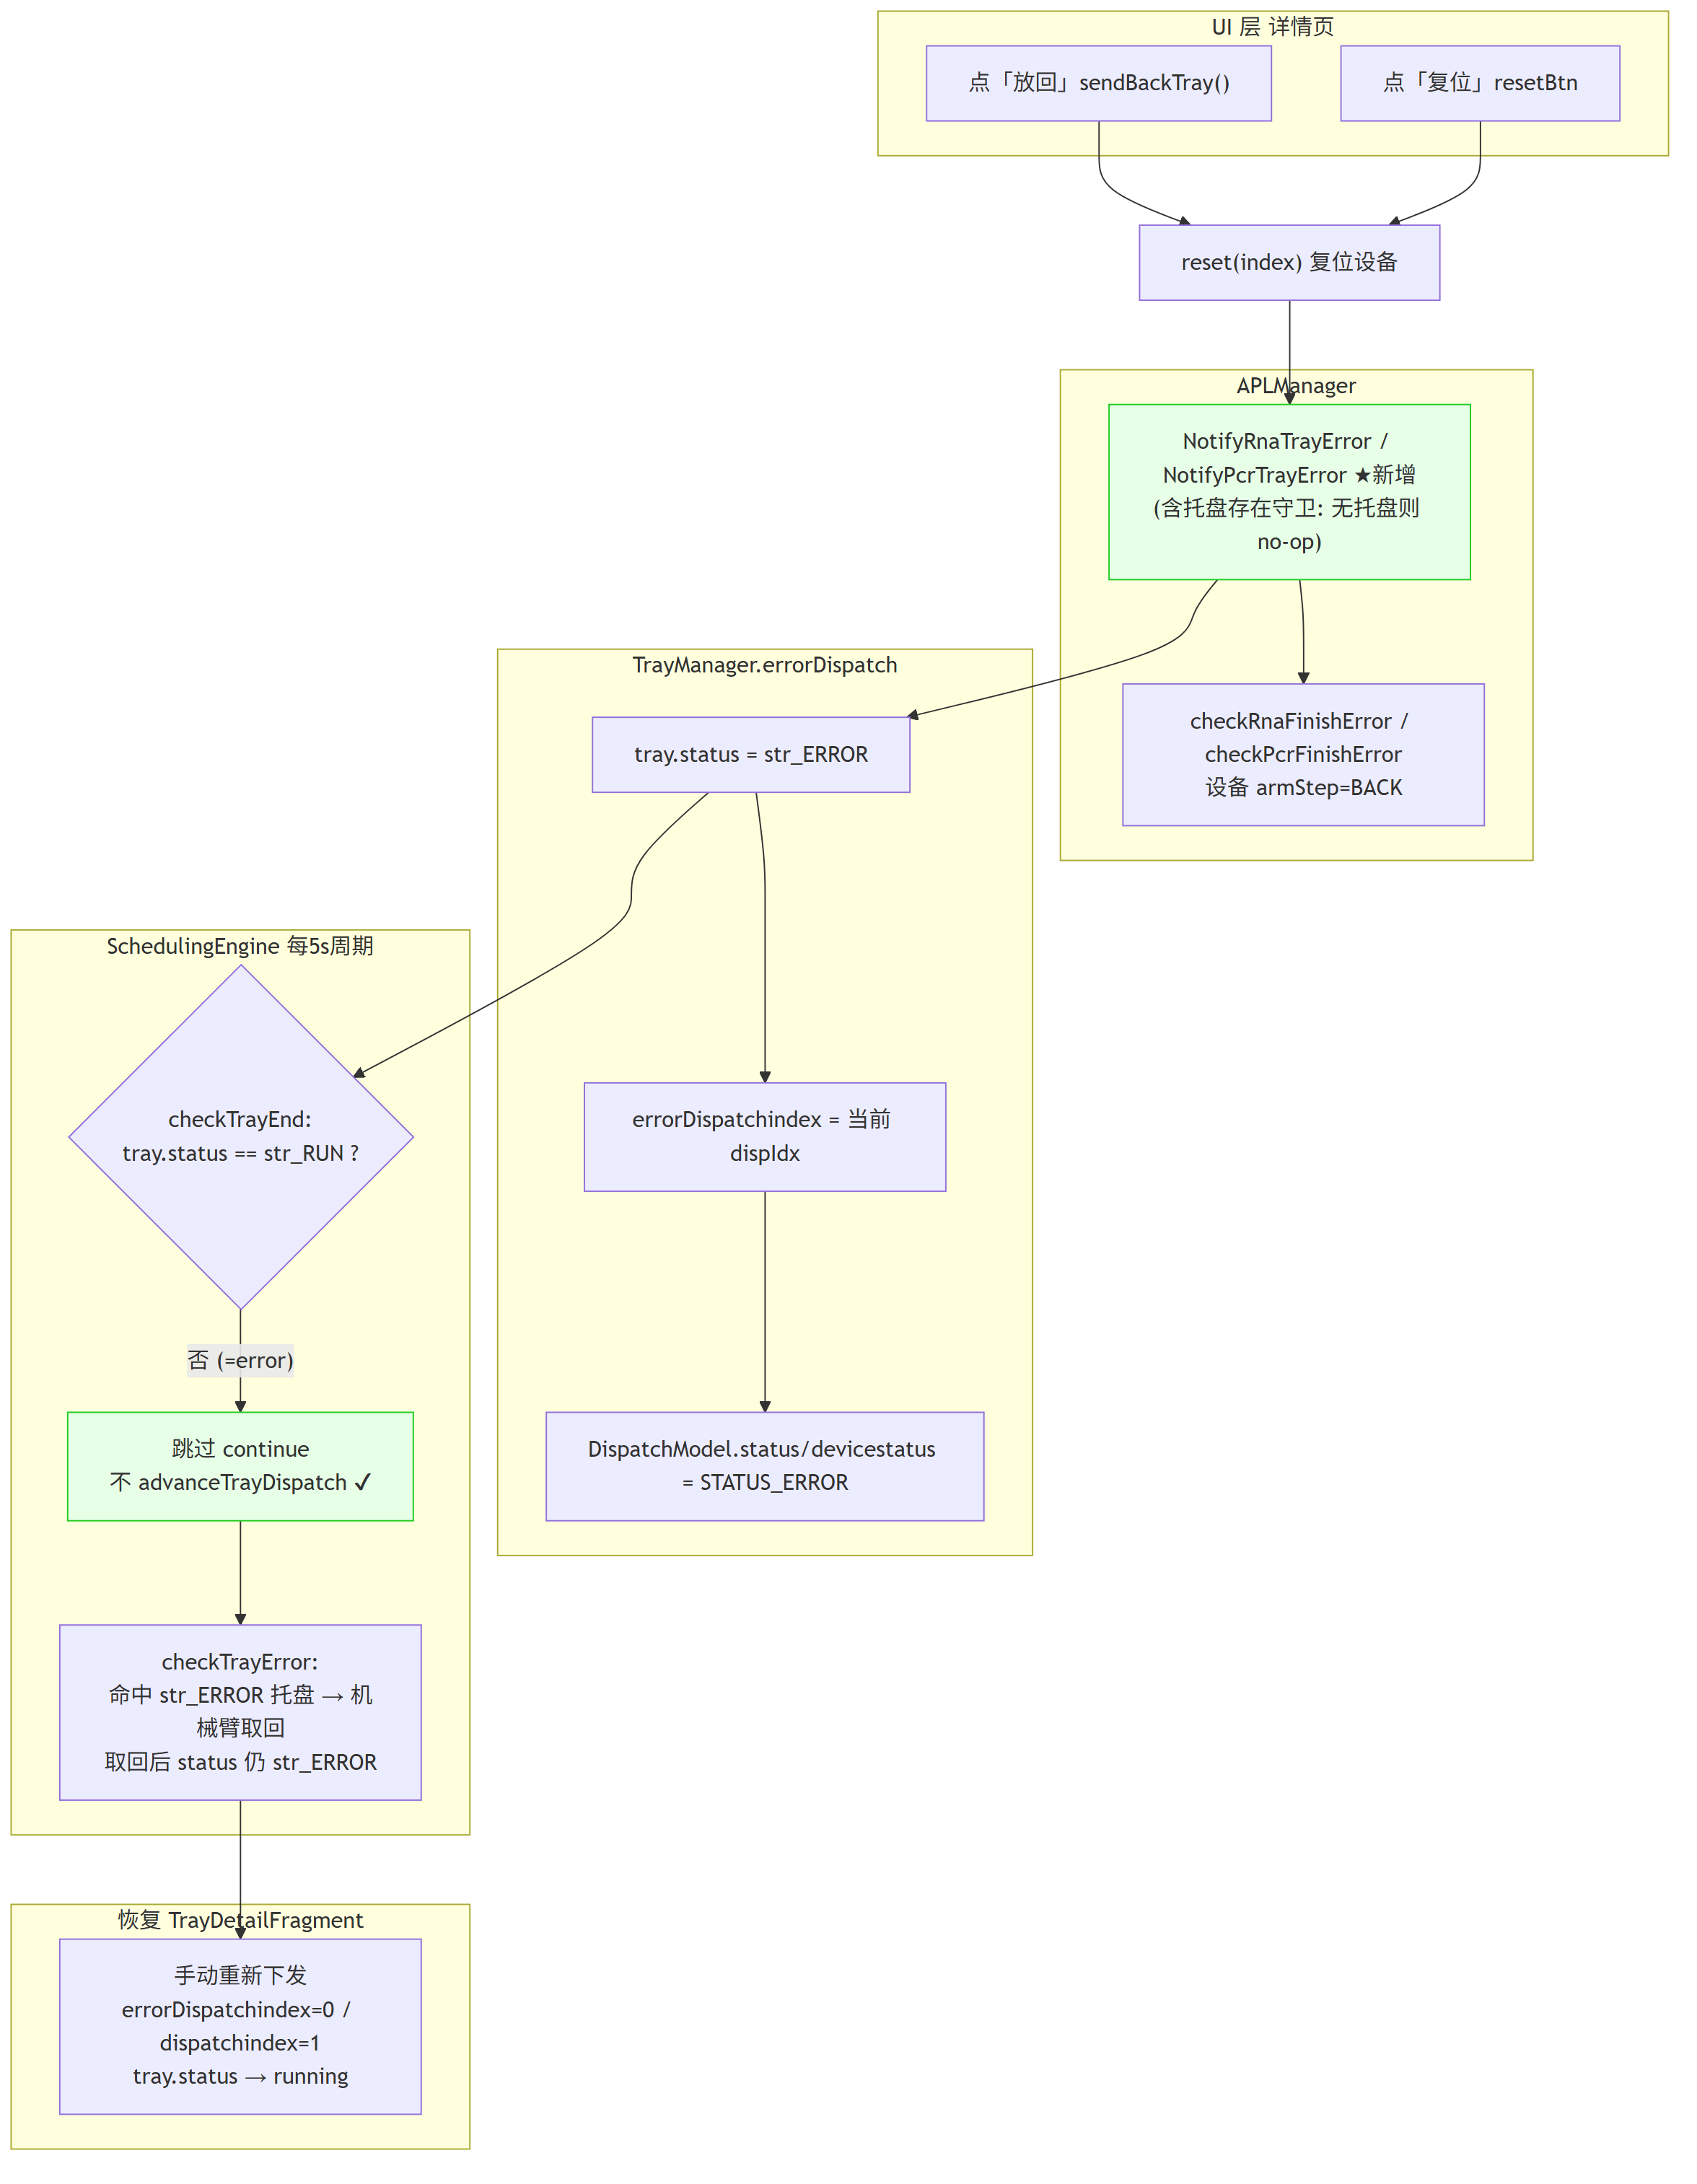 UI 层 详情页
点「放回」sendBackTray()
点「复位」resetBtn
reset(index) 复位设备
APLManager
NotifyRnaTrayError /
NotifyPcrTrayError ★新增
(含托盘存在守卫: 无托盘则
no-op)
TrayManager.errorDispatch
tray.status = str_ERROR
checkRnaFinishError /
checkPcrFinishError
设备 armStep=BACK
SchedulingEngine 每5s周期
checkTrayEnd:
tray.status == str_RUN ?
errorDispatchindex = 当前
dispIdx
否 (=error)
跳过 continue
不 advanceTrayDispatch ✓
DispatchModel.status/devicestatus
= STATUS_ERROR
checkTrayError:
命中 str_ERROR 托盘 → 机
械臂取回
取回后 status 仍 str_ERROR
恢复 TrayDetailFragment
手动重新下发
errorDispatchindex=0 /
dispatchindex=1
tray.status → running